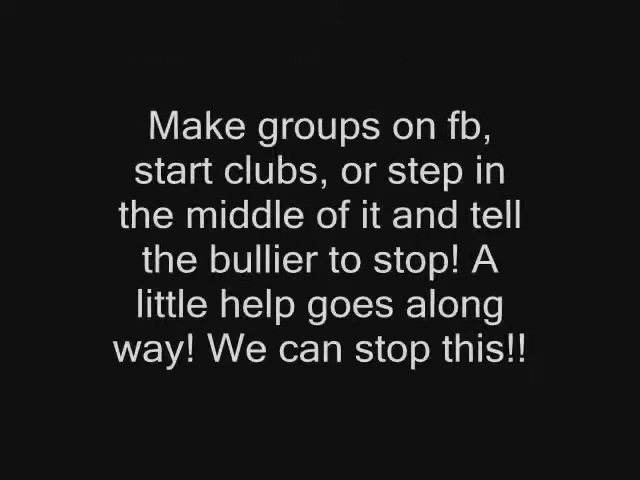 Make groups on fb,
start clubs, or step in
the middle of it and tell
the bullier to stop! A
little help goes along
way! We can stop this!!